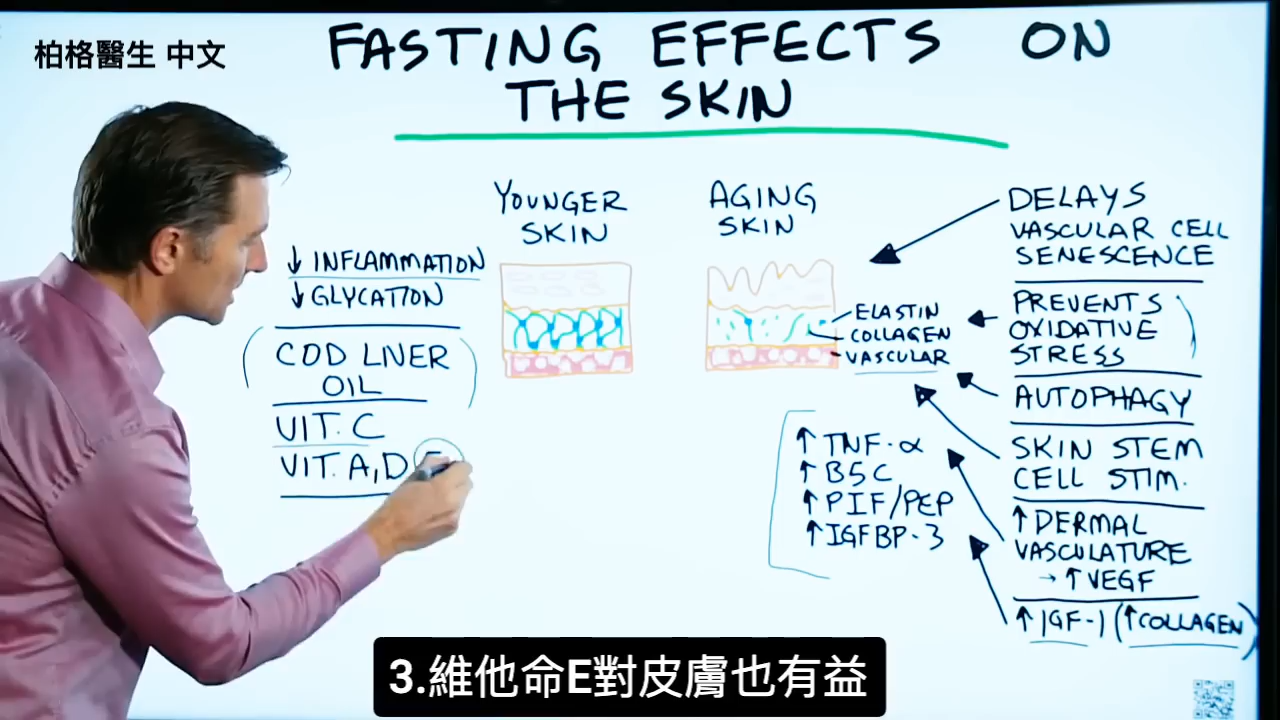 柏格醫生 中文
FASTING EFFECTS ON
THE SKIN
↓ INFLAMMATION
↓ GLYCATION
COD LIVER
OIL
VIT. C
VIT. A, D
YOUNGER
SKIN
AGING
SKIN
ELASTIN
COLLAGEN
VASCULAR
↑ TNF-α
↑ B5C
↑ PIF/PEP
↑ IGFBP-3
DELAYS
VASCULAR CELL
SENESCENCE
PREVENTS
OXIDATIVE
STRESS
AUTOPHAGY
SKIN STEM
CELL STIM.
↑ DERMAL
VASCULATURE
→ ↑ VEGF
↑ IGF-1 (↑ COLLAGEN)
3.維他命E對皮膚也有益